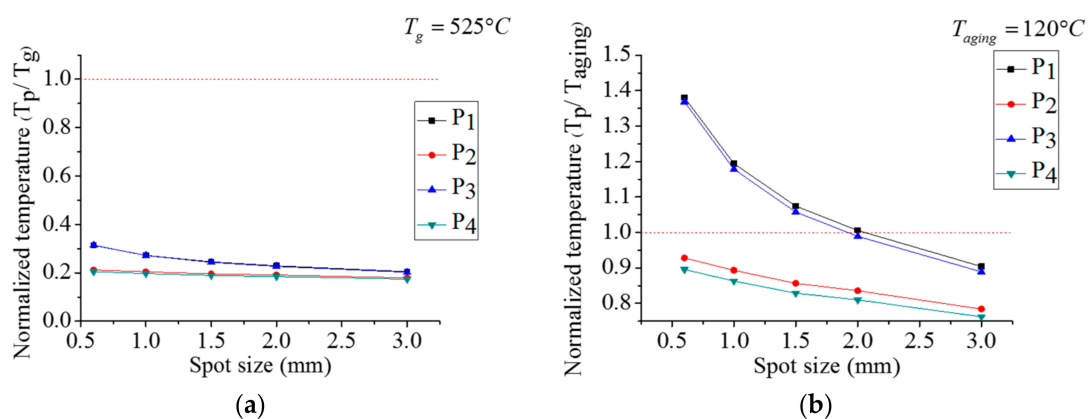 T_g = 525°C
Normalized temperature (T_p/ T_g)
1.0
0.8
0.6
0.4
0.2
0.0
P1
P2
P3
P4
0.5 1.0 1.5 2.0 2.5 3.0
Spot size (mm)
(a)
T_aging = 120°C
Normalized temperature (T_p/ T_aging)
1.5
1.4
1.3
1.2
1.1
1.0
0.9
0.8
P1
P2
P3
P4
0.5 1.0 1.5 2.0 2.5 3.0
Spot size (mm)
(b)